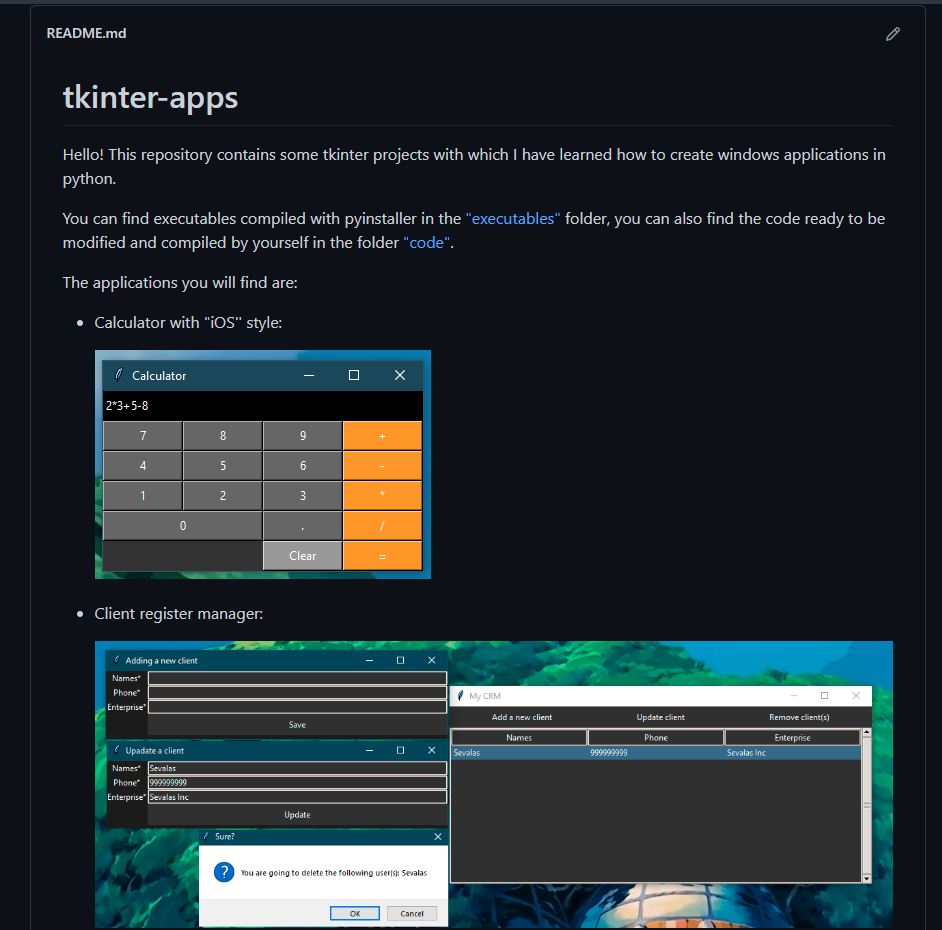 README.md
tkinter-apps
Hello! This repository contains some tkinter projects with which I have learned how to create windows applications in
python.
You can find executables compiled with pyinstaller in the "executables" folder, you can also find the code ready to be
modified and compiled by yourself in the folder "code".
The applications you will find are:
Calculator with "iOS" style:
Calculator
2*3+5-8
7 8 9 +
4 5 6 -
1 2 3 *
0 . /
Clear =
Client register manager:
Adding a new client
Names*
Phone*
Enterprise*
Save
Upadate a client
Names* Sevalas
Phone* 999999999
Enterprise* Sevalas Inc
Update
Sure?
You are going to delete the following user(s): Sevalas
OK Cancel
My CRM
Add a new client Update client Remove client(s)
Names Phone Enterprise
Sevalas 999999999 Sevalas Inc